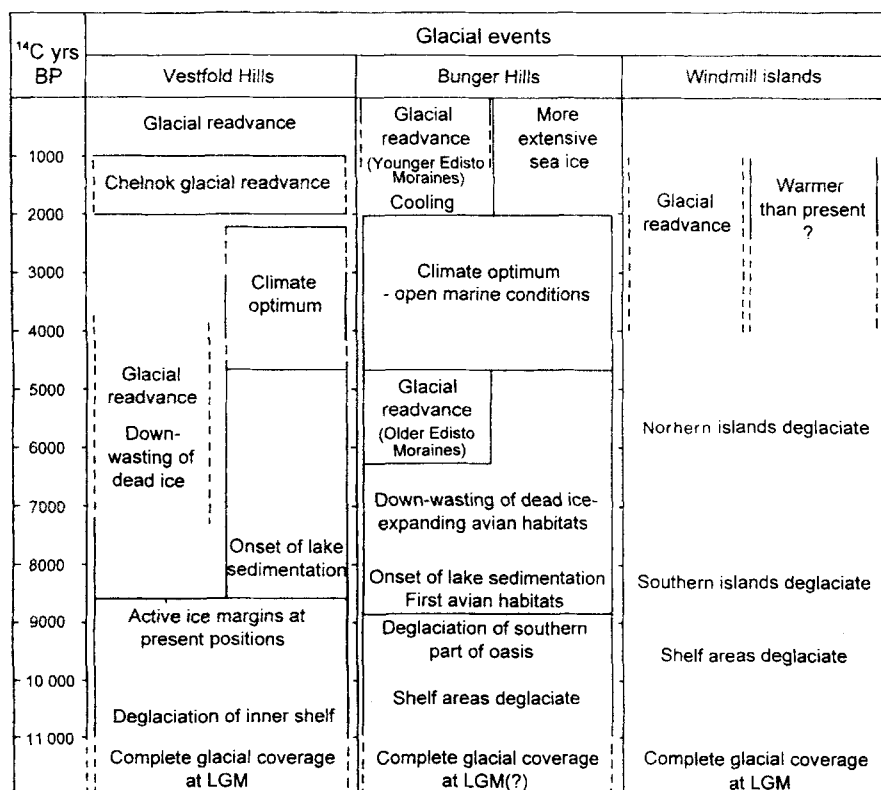 Glacial events
¹⁴C yrs
BP
Vestfold Hills
Bunger Hills
Windmill islands
1000
2000
3000
4000
5000
6000
7000
8000
9000
10 000
11 000
Glacial readvance
Chelnok glacial readvance
Climate
optimum
Glacial
readvance
Down-
wasting of
dead ice
Onset of lake
sedimentation
Active ice margins at
present positions
Deglaciation of inner shelf
Complete glacial coverage
at LGM
Glacial
readvance
(Younger Edisto
Moraines)
Cooling
More
extensive
sea ice
Climate optimum
- open marine conditions
Glacial
readvance
(Older Edisto
Moraines)
Down-wasting of dead ice-
expanding avian habitats
Onset of lake sedimentation
First avian habitats
Deglaciation of southern
part of oasis
Shelf areas deglaciate
Complete glacial coverage
at LGM(?)
Glacial
readvance
Warmer
than present
?
Norhern islands deglaciate
Southern islands deglaciate
Shelf areas deglaciate
Complete glacial coverage
at LGM